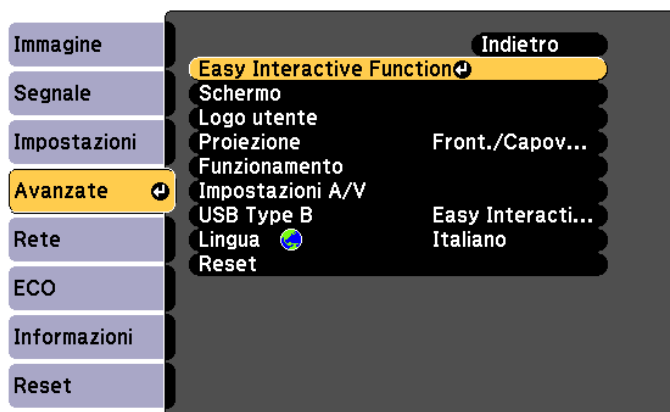 Immagine
Segnale
Impostazioni
Avanzate
Rete
ECO
Informazioni
Reset
Indietro
Easy Interactive Function
Schermo
Logo utente
Proiezione Front./Capov...
Funzionamento
Impostazioni A/V
USB Type B Easy Interacti...
Lingua Italiano
Reset